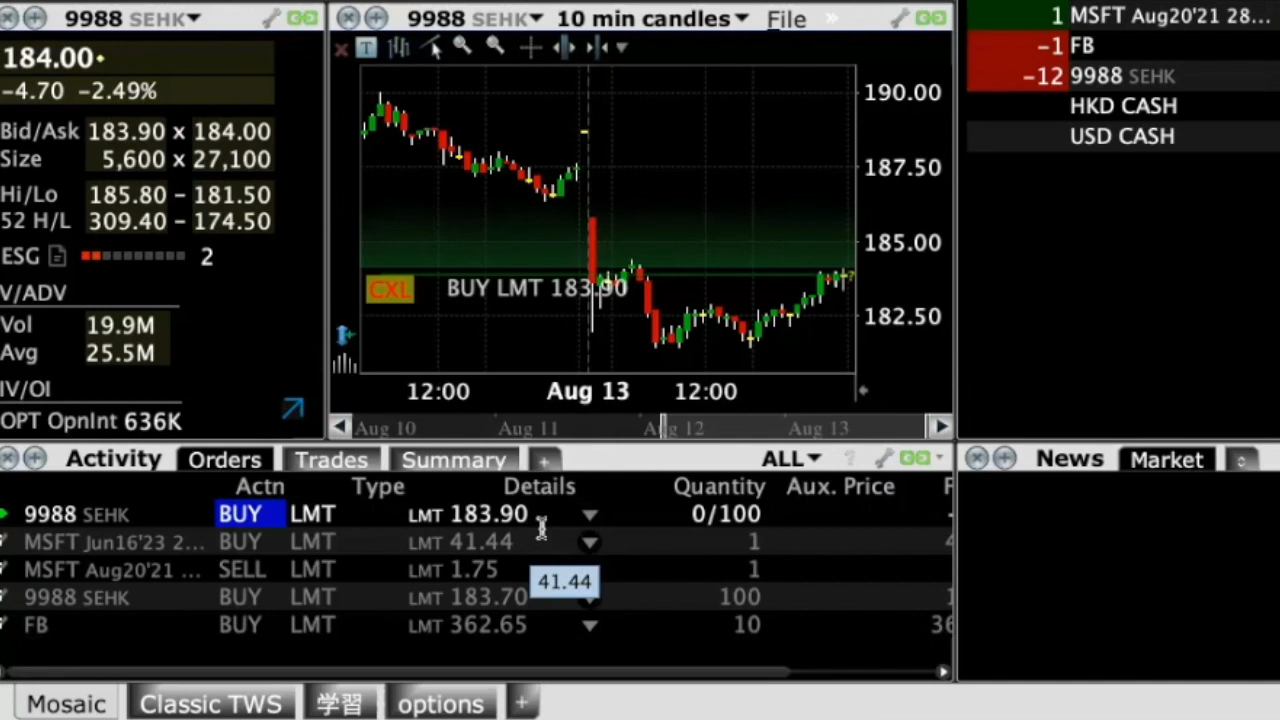 9988 SEHK
184.00
-4.70 -2.49%
Bid/Ask 183.90 x 184.00
Size 5,600 x 27,100
Hi/Lo 185.80 - 181.50
52 H/L 309.40 - 174.50
ESG 2
V/ADV
Vol 19.9M
Avg 25.5M
IV/OI
OPT OpnInt 636K
9988 SEHK 10 min candles File »
T
190.00
187.50
185.00
182.50
CXL BUY LMT 183.90
?
12:00 Aug 13 12:00
Aug 10 Aug 11 Aug 12 Aug 13
1 MSFT Aug20'21 28...
-1 FB
-12 9988 SEHK
HKD CASH
USD CASH
Activity Orders Trades Summary + ALL ?
Actn Type Details Quantity Aux. Price F
9988 SEHK BUY LMT LMT 183.90 0/100 -
MSFT Jun16'23 2... BUY LMT LMT 41.44 1 4
MSFT Aug20'21 ... SELL LMT LMT 1.75 1
41.44
9988 SEHK BUY LMT LMT 183.70 100 1
FB BUY LMT LMT 362.65 10 36
News Market
Mosaic Classic TWS 学習 options +